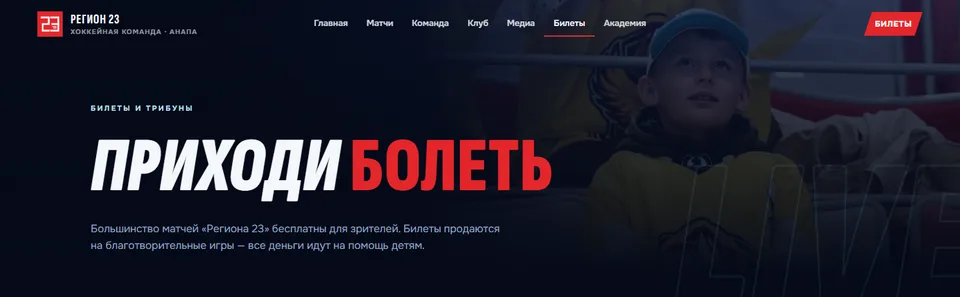 23
РЕГИОН 23
ХОККЕЙНАЯ КОМАНДА · АНАПА
Главная Матчи Команда Клуб Медиа Билеты Академия
БИЛЕТЫ
БИЛЕТЫ И ТРИБУНЫ
ПРИХОДИ БОЛЕТЬ
Большинство матчей «Региона 23» бесплатны для зрителей. Билеты продаются
на благотворительные игры — все деньги идут на помощь детям.
LIVE